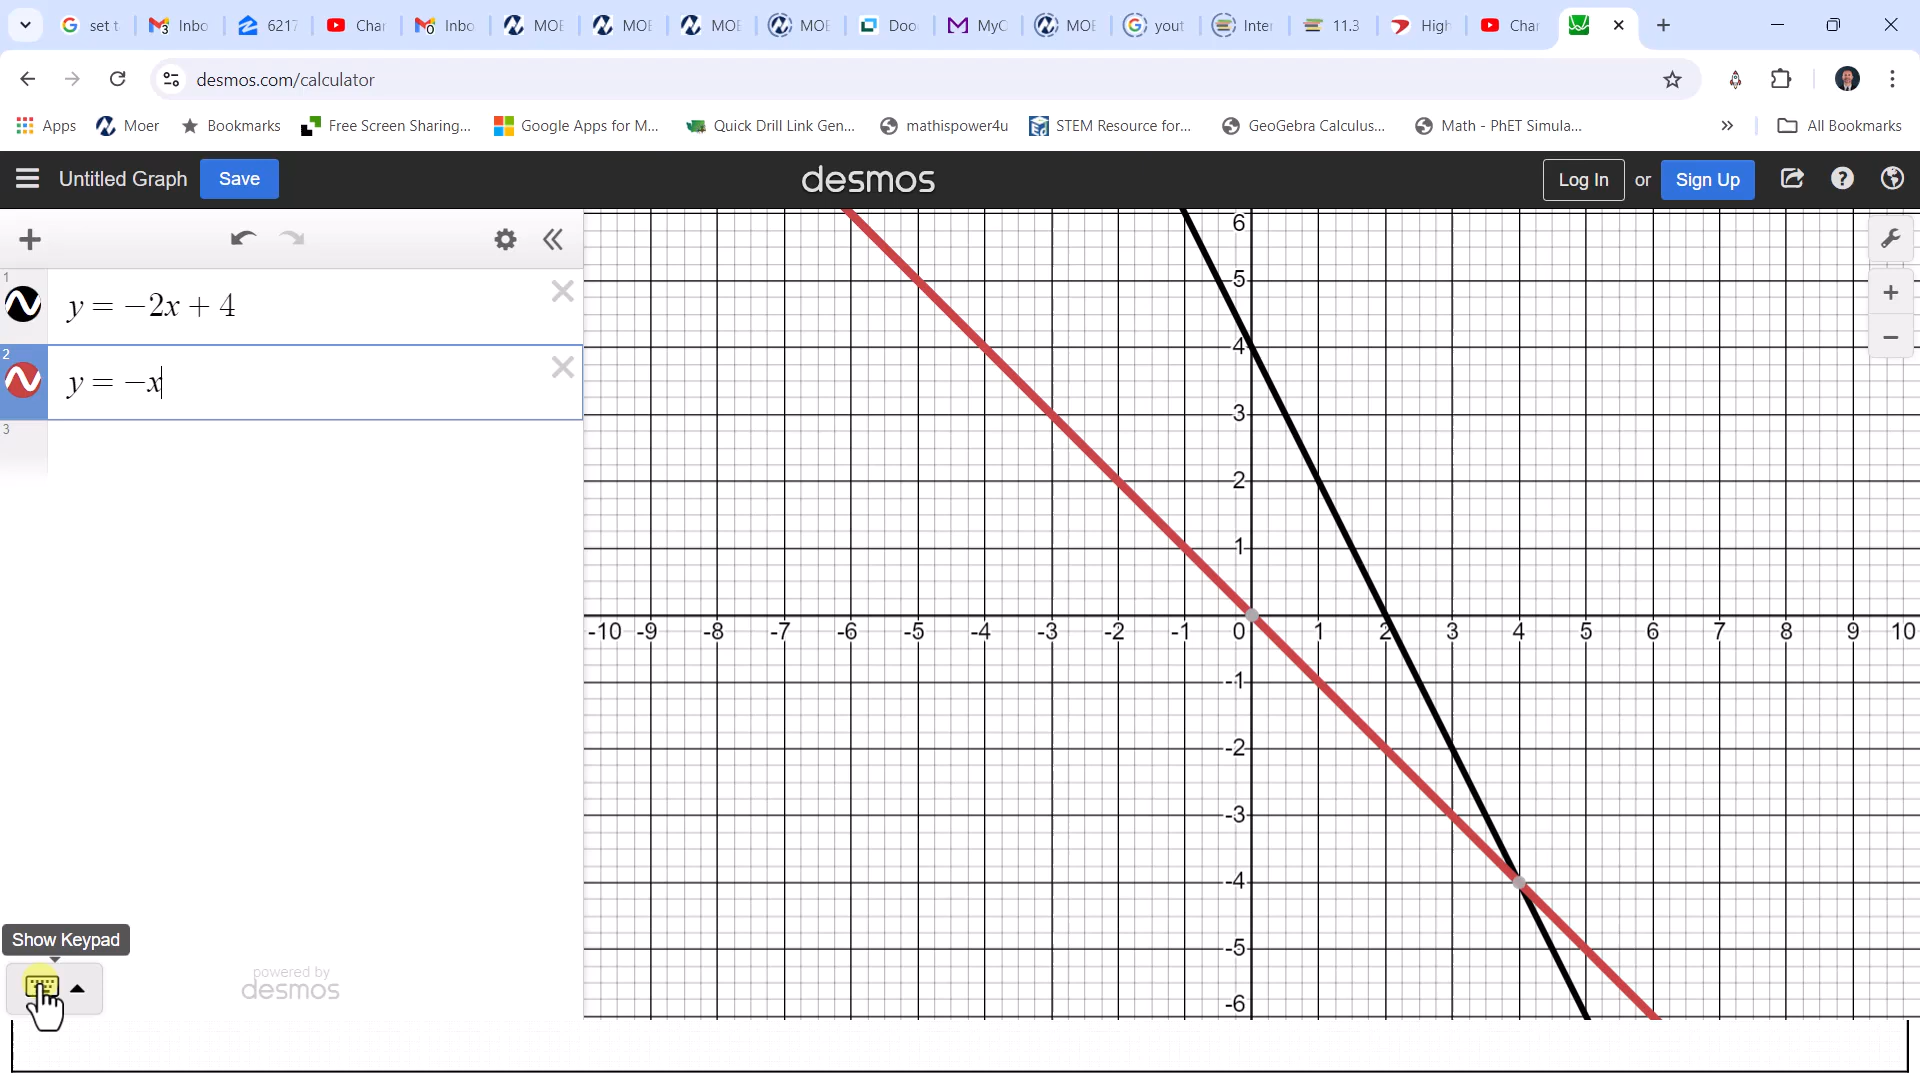 set t
Inbo
6217
Char
Inbo
MOE
MOE
MOE
MOE
Doo
MyC
MOE
yout
Inter
11.3
High
Char
desmos.com/calculator
Apps
Moer
Bookmarks
Free Screen Sharing...
Google Apps for M...
Quick Drill Link Gen...
mathispower4u
STEM Resource for...
GeoGebra Calculus...
Math - PhET Simula...
»
All Bookmarks
Untitled Graph
Save
desmos
Log In
or
Sign Up
1
y = −2x + 4
2
y = −x
3
6
5
4
3
2
1
-10 -9 -8 -7 -6 -5 -4 -3 -2 -1 0 1 2 3 4 5 6 7 8 9 10
-1
-2
-3
-4
-5
-6
Show Keypad
powered by
desmos